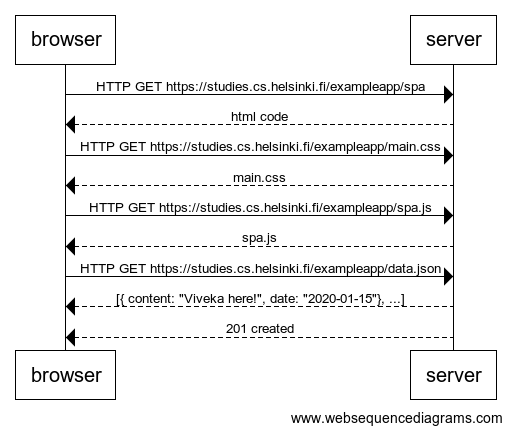 browser server
HTTP GET https://studies.cs.helsinki.fi/exampleapp/spa
html code
HTTP GET https://studies.cs.helsinki.fi/exampleapp/main.css
main.css
HTTP GET https://studies.cs.helsinki.fi/exampleapp/spa.js
spa.js
HTTP GET https://studies.cs.helsinki.fi/exampleapp/data.json
[{ content: "Viveka here!", date: "2020-01-15"}, ...]
201 created
browser server
www.websequencediagrams.com